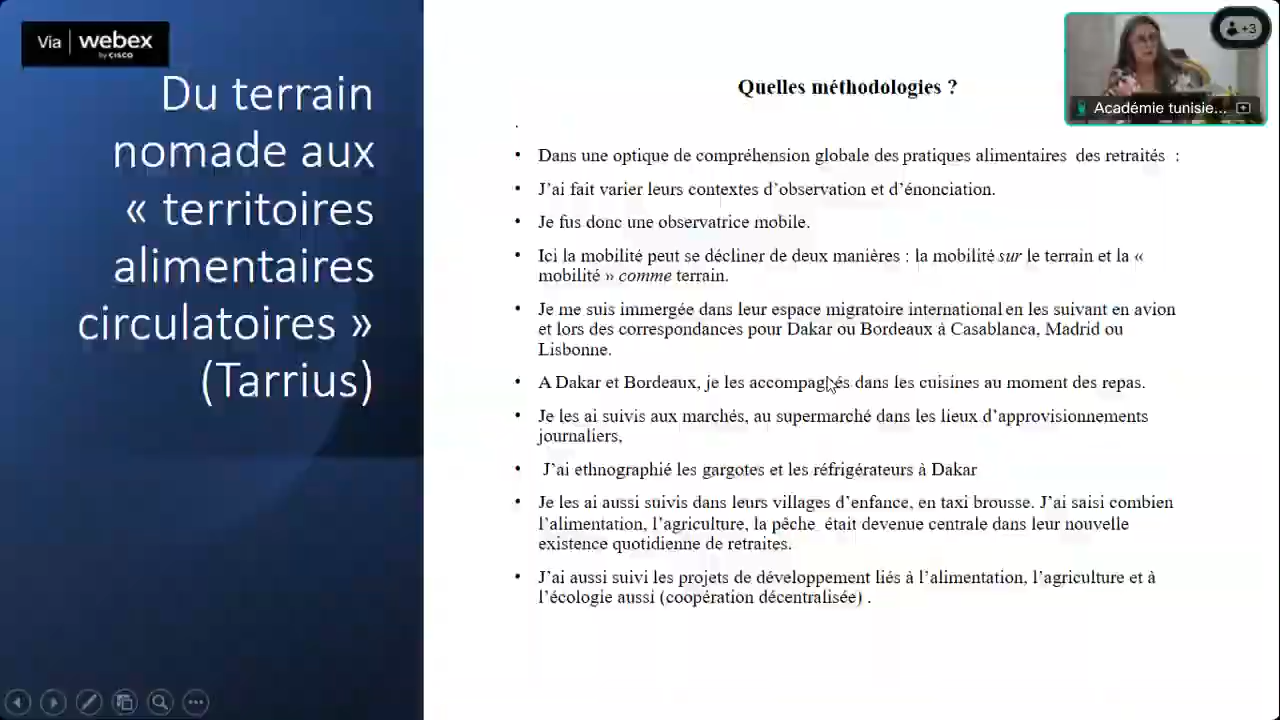 Via webex
by CISCO
Du terrain
nomade aux
« territoires
alimentaires
circulatoires »
(Tarrius)
+3
Académie tunisie...
Quelles méthodologies ?
.
• Dans une optique de compréhension globale des pratiques alimentaires des retraités :
• J'ai fait varier leurs contextes d'observation et d'énonciation.
• Je fus donc une observatrice mobile.
• Ici la mobilité peut se décliner de deux manières : la mobilité sur le terrain et la «
mobilité » comme terrain.
• Je me suis immergée dans leur espace migratoire international en les suivant en avion
et lors des correspondances pour Dakar ou Bordeaux à Casablanca, Madrid ou
Lisbonne.
• A Dakar et Bordeaux, je les accompagnés dans les cuisines au moment des repas.
• Je les ai suivis aux marchés, au supermarché dans les lieux d'approvisionnements
journaliers,
• J'ai ethnographié les gargotes et les réfrigérateurs à Dakar
• Je les ai aussi suivis dans leurs villages d'enfance, en taxi brousse. J'ai saisi combien
l'alimentation, l'agriculture, la pêche était devenue centrale dans leur nouvelle
existence quotidienne de retraites.
• J'ai aussi suivi les projets de développement liés à l'alimentation, l'agriculture et à
l'écologie aussi (coopération décentralisée) .